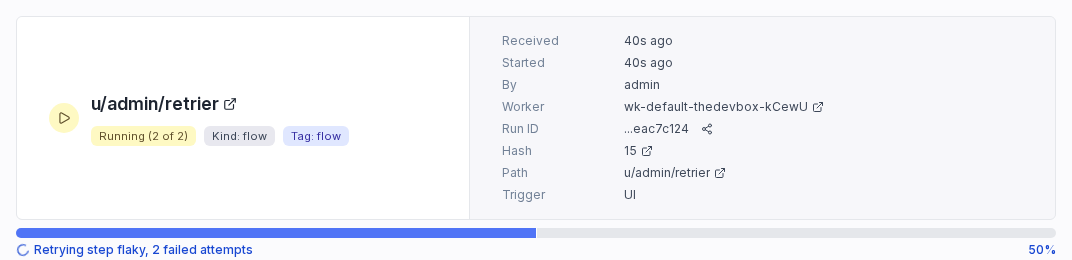 u/admin/retrier
Running (2 of 2) Kind: flow Tag: flow
Received 40s ago
Started 40s ago
By admin
Worker wk-default-thedevbox-kCewU
Run ID ...eac7c124
Hash 15
Path u/admin/retrier
Trigger UI
Retrying step flaky, 2 failed attempts 50%